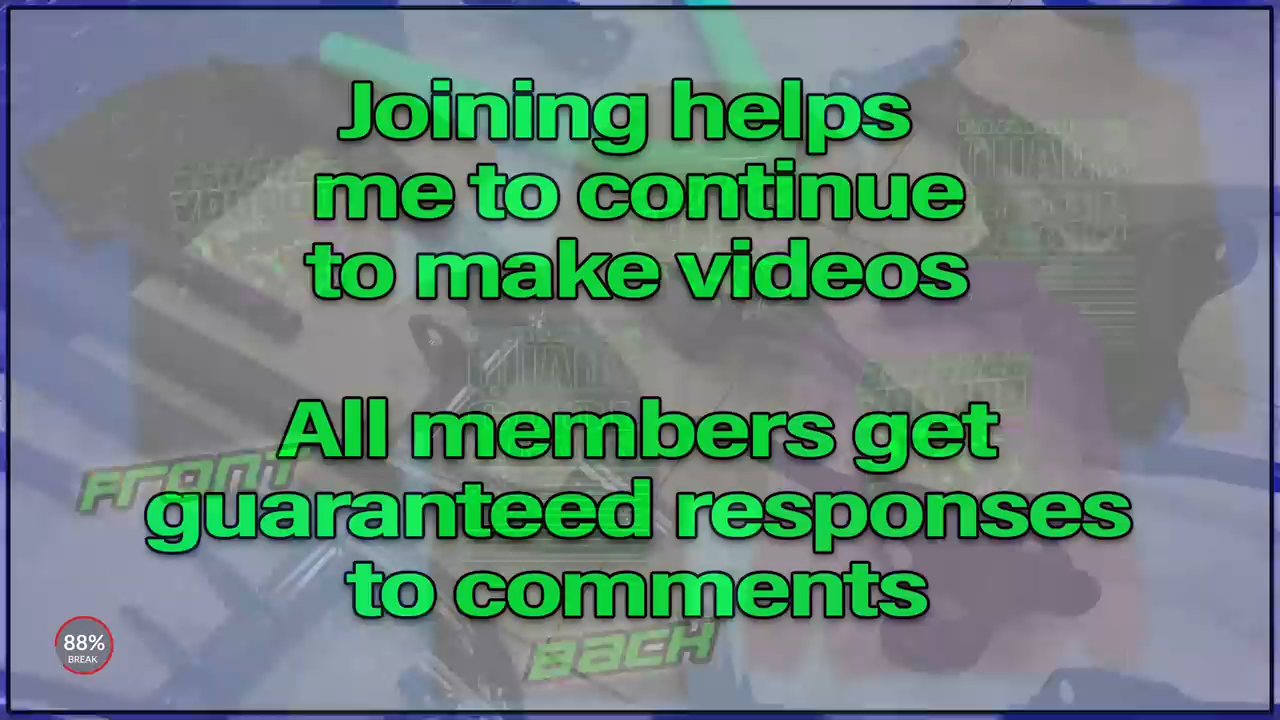 Joining helps
me to continue
to make videos
All members get
guaranteed responses
to comments
FRONT
BACK
88%
BREAK